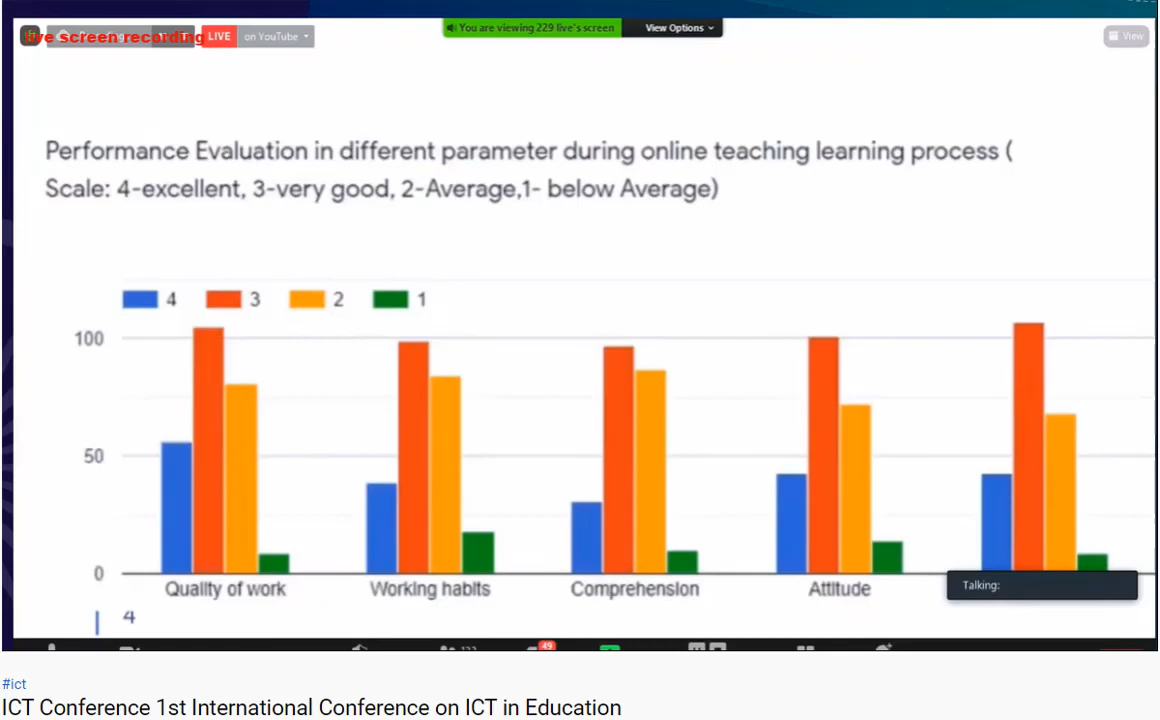 live screen recording
LIVE on YouTube
You are viewing 229 live's screen
View Options
View
Performance Evaluation in different parameter during online teaching learning process (
Scale: 4-excellent, 3-very good, 2-Average,1- below Average)
4 3 2 1
100
50
0
Quality of work Working habits Comprehension Attitude
Talking:
4
49
#ict
ICT Conference 1st International Conference on ICT in Education